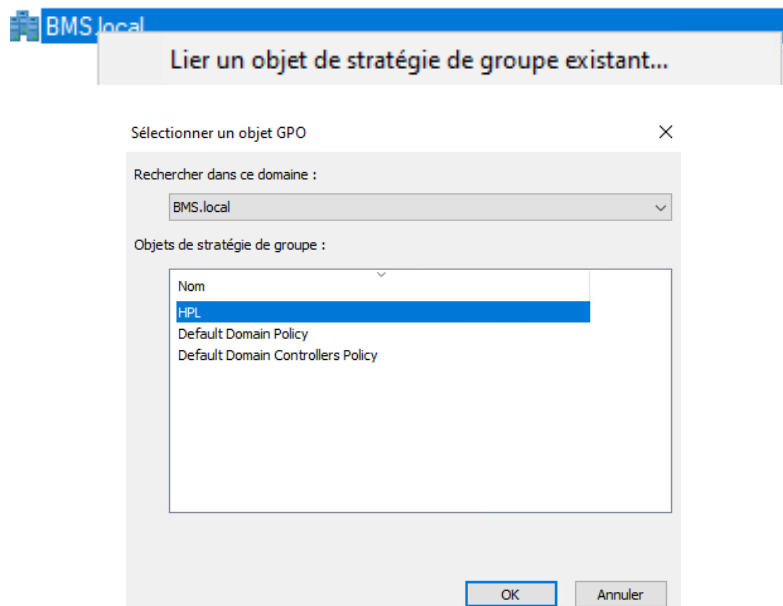 BMS.local
Lier un objet de stratégie de groupe existant...
Sélectionner un objet GPO
Rechercher dans ce domaine :
BMS.local
Objets de stratégie de groupe :
Nom
HPL
Default Domain Policy
Default Domain Controllers Policy
OK Annuler